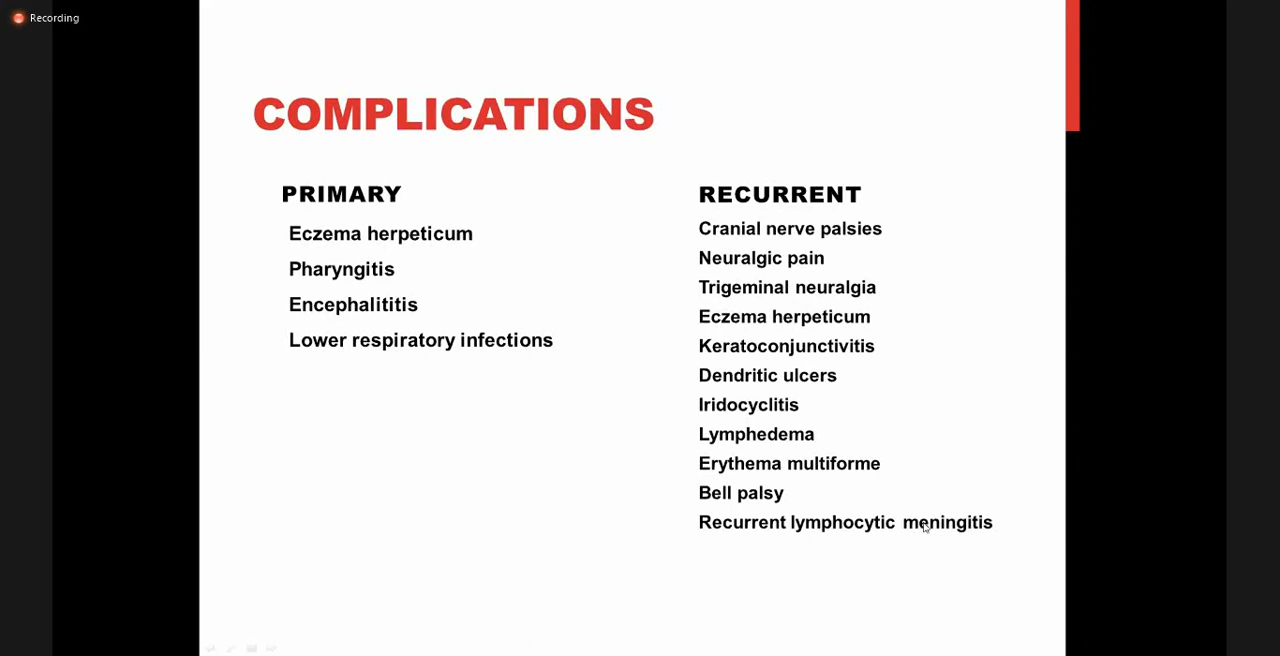 Recording
COMPLICATIONS
PRIMARY
Eczema herpeticum
Pharyngitis
Encephalititis
Lower respiratory infections
RECURRENT
Cranial nerve palsies
Neuralgic pain
Trigeminal neuralgia
Eczema herpeticum
Keratoconjunctivitis
Dendritic ulcers
Iridocyclitis
Lymphedema
Erythema multiforme
Bell palsy
Recurrent lymphocytic meningitis